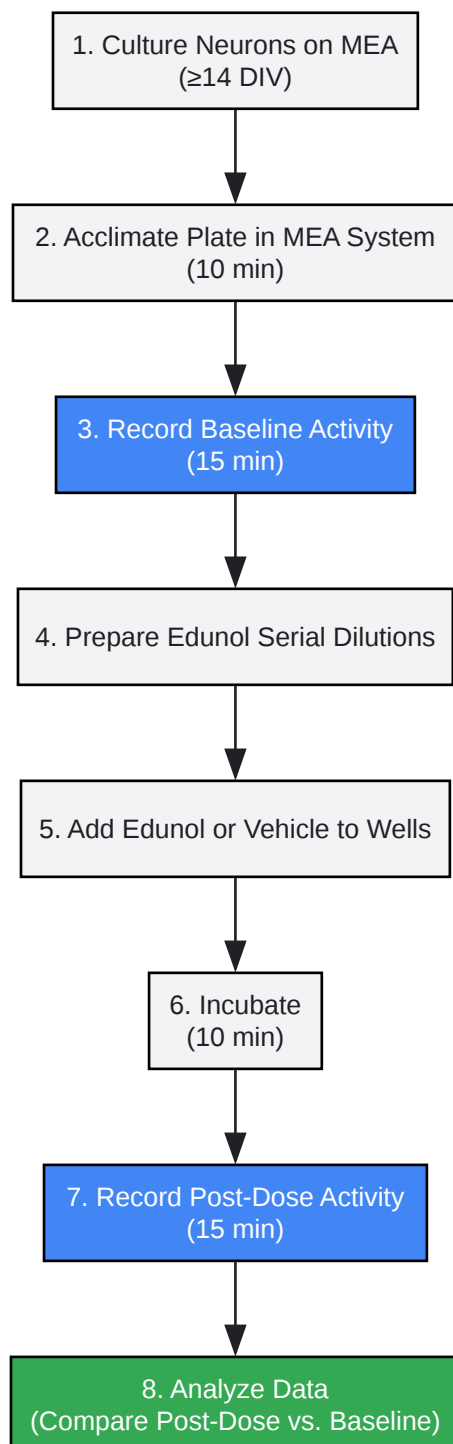 1. Culture Neurons on MEA
(≥14 DIV)
2. Acclimate Plate in MEA System
(10 min)
3. Record Baseline Activity
(15 min)
4. Prepare Edunol Serial Dilutions
5. Add Edunol or Vehicle to Wells
6. Incubate
(10 min)
7. Record Post-Dose Activity
(15 min)
8. Analyze Data
(Compare Post-Dose vs. Baseline)